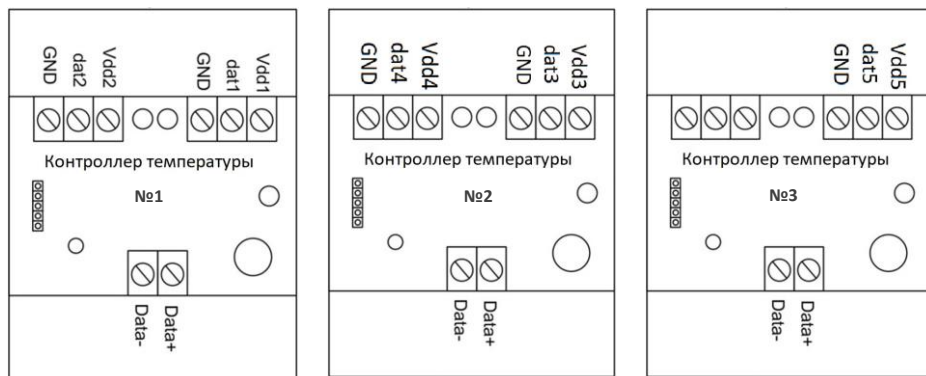 GND dat2 Vdd2 GND dat1 Vdd1
Контроллер температуры
№1
Data- Data+
GND dat4 Vdd4 GND dat3 Vdd3
Контроллер температуры
№2
Data- Data+
GND dat5 Vdd5
Контроллер температуры
№3
Data- Data+